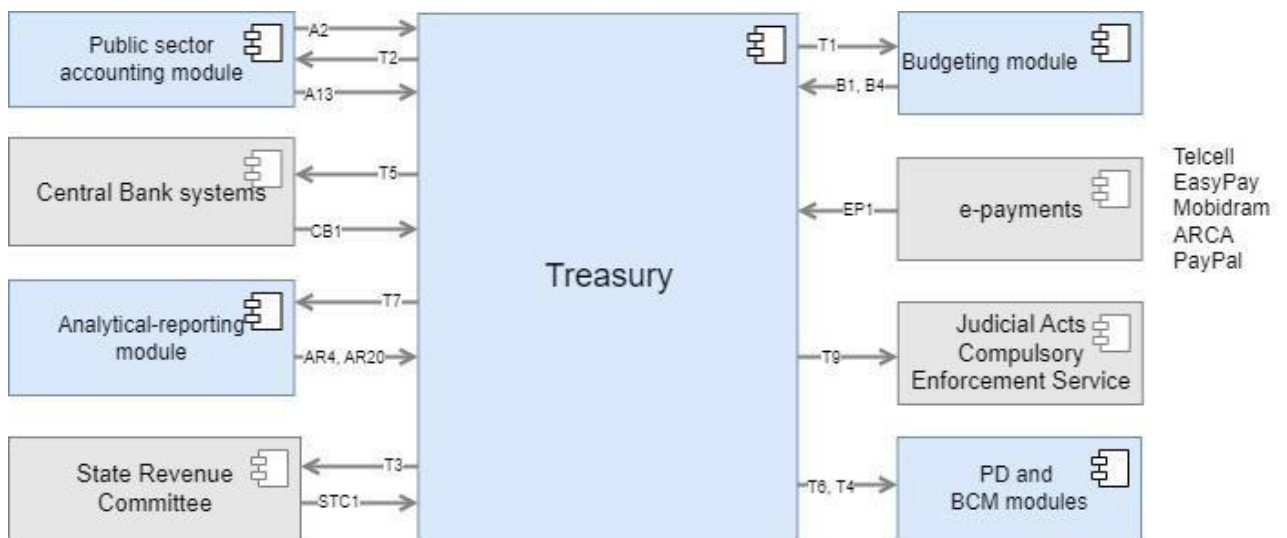 Public sector
accounting module
A2
T2
A13
Central Bank systems
T5
CB1
Analytical-reporting
module
T7
AR4, AR20
State Revenue
Committee
T3
STC1
Treasury
T1
B1, B4
Budgeting module
EP1
e-payments
Telcell
EasyPay
Mobidram
ARCA
PayPal
T9
Judicial Acts
Compulsory
Enforcement Service
T6, T4
PD and
BCM modules